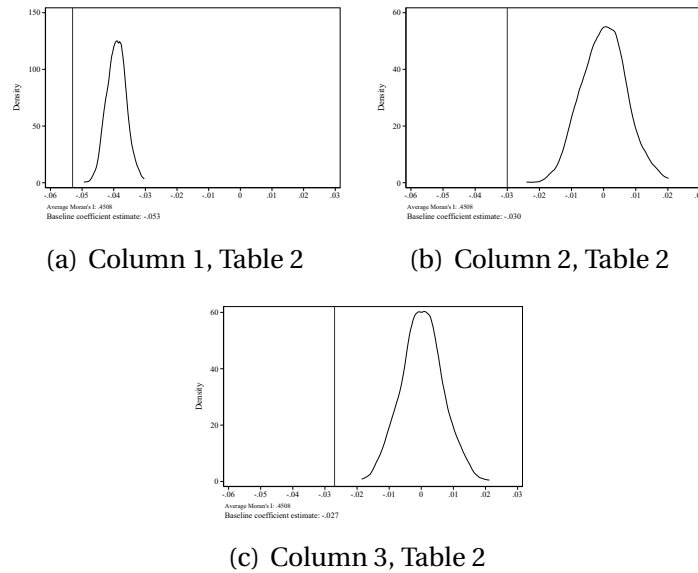 150
100
50
0
Density
-.06 -.05 -.04 -.03 -.02 -.01 0 .01 .02 .03
Average Moran's I: .4508
Baseline coefficient estimate: -.053
(a) Column 1, Table 2
60
40
20
0
Density
-.06 -.05 -.04 -.03 -.02 -.01 0 .01 .02 .03
Average Moran's I: .4508
Baseline coefficient estimate: -.030
(b) Column 2, Table 2
60
40
20
0
Density
-.06 -.05 -.04 -.03 -.02 -.01 0 .01 .02 .03
Average Moran's I: .4508
Baseline coefficient estimate: -.027
(c) Column 3, Table 2